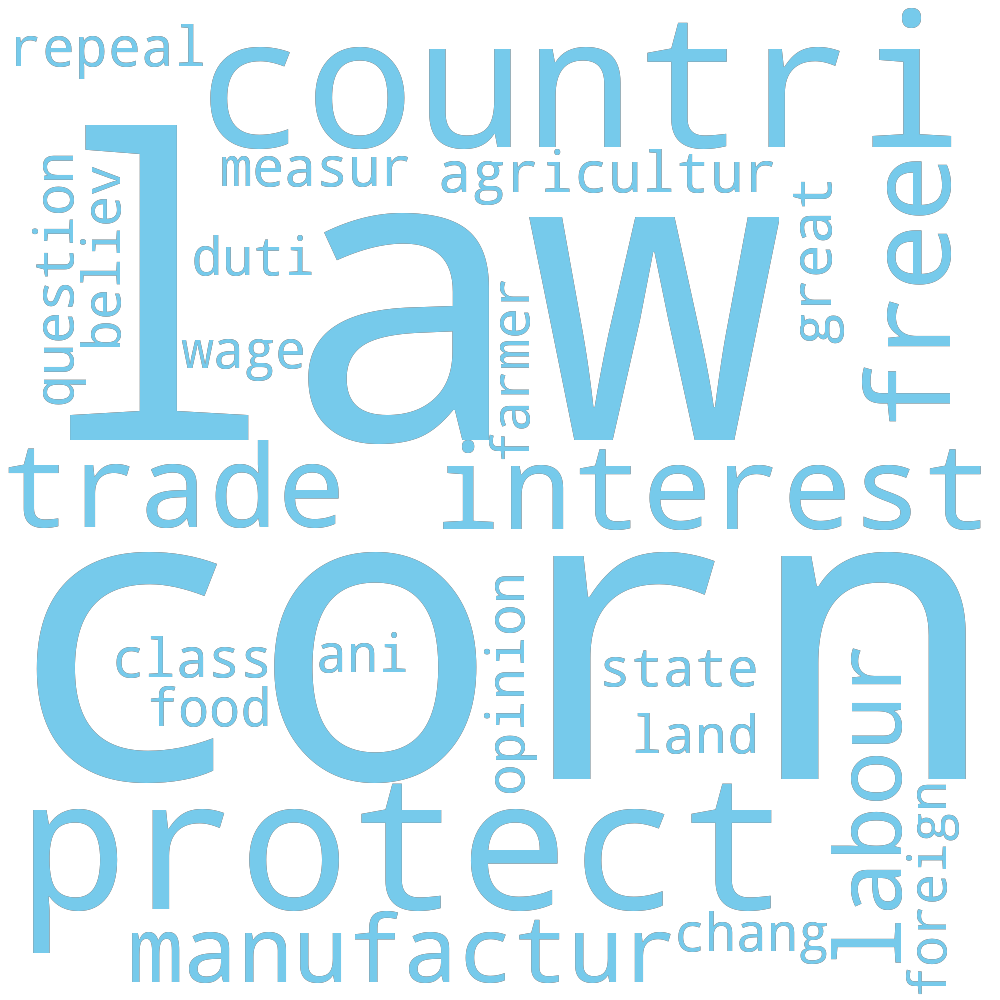 repeal
countri
measur
agricultur
question
believ
law
duti
great
free
wage
farmer
trade
interest
corn
class
ani
opinion
state
food
land
labour
protect
foreign
manufactur
chang